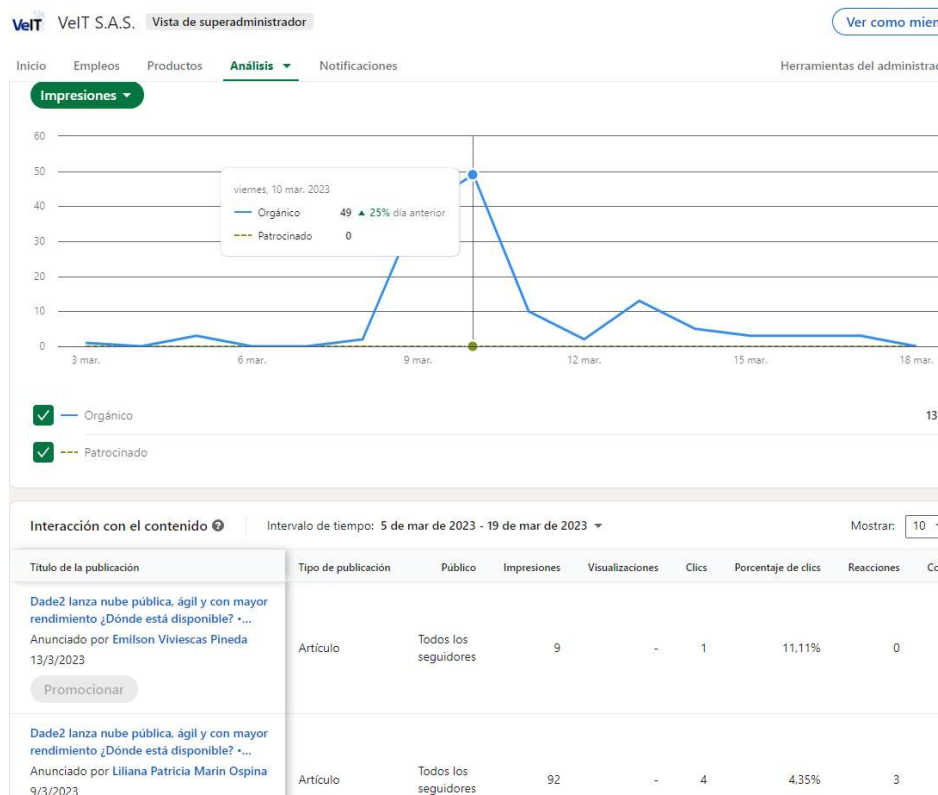 VeIT VeIT S.A.S. Vista de superadministrador
Ver como
Inicio Empleos Productos Análisis Notificaciones
Herramientas del
Impresiones
60
50
viernes, 10 mar. 2023
Orgánico 49 ▲ 25% día anterior
Patrocinado 0
40
30
20
10
0
3 mar. 6 mar. 9 mar. 12 mar. 15 mar. 18 mar.
Orgánico 13
Patrocinado
Interacción con el contenido Intervalo de tiempo: 5 de mar de 2023 - 19 de mar de 2023 Mostrar: 10
Título de la publicación Tipo de publicación Público Impresiones Visualizaciones Clics Porcentaje de clics Reacciones
Dade2 lanza nube pública, ágil y con mayor
rendimiento ¿Dónde está disponible? •...
Anunciado por Emilson Viviescas Pineda
13/3/2023
Promocionar
Artículo
Todos los
seguidores
9 - 1 11,11% 0
Dade2 lanza nube pública, ágil y con mayor
rendimiento ¿Dónde está disponible? •...
Anunciado por Liliana Patricia Marin Ospina
9/3/2023
Artículo
Todos los
seguidores
92 - 4 4,35% 3